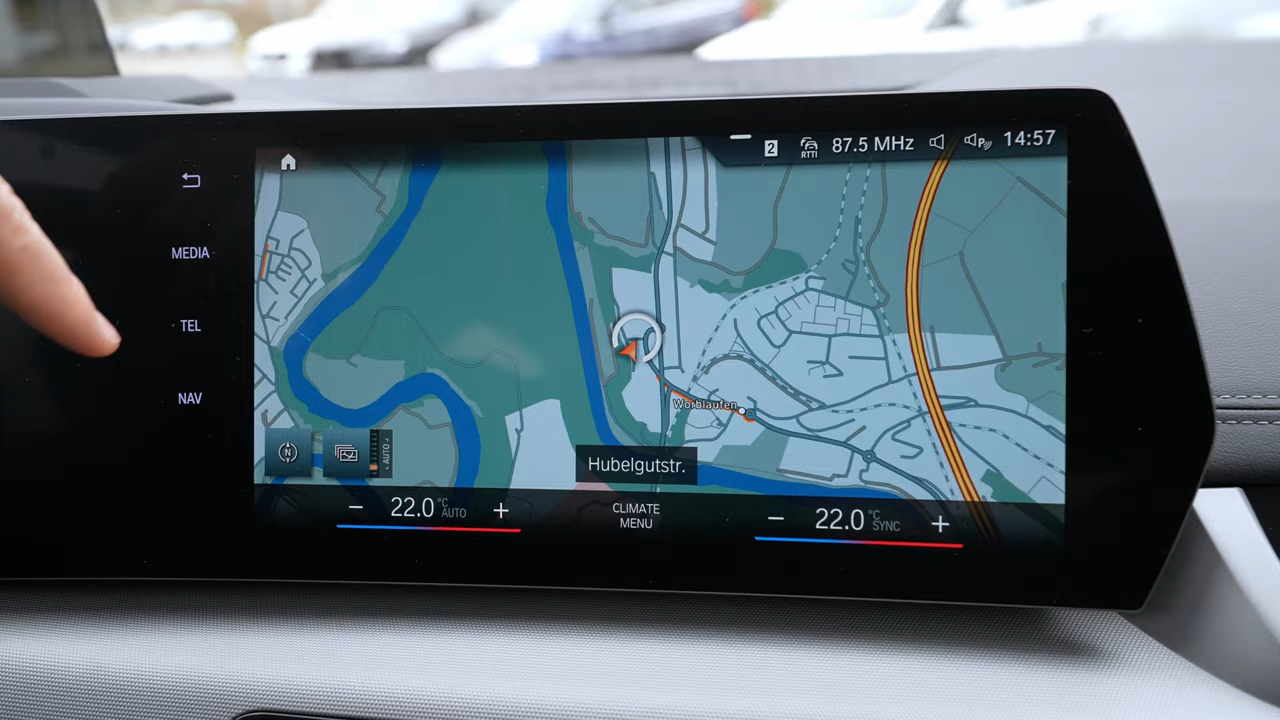 2 RTTI 87.5 MHz P 14:57
MEDIA
TEL
NAV
Worblaufen
N
AUTO
Hubelgutstr.
− 22.0 °C AUTO +
CLIMATE
MENU
− 22.0 °C SYNC +